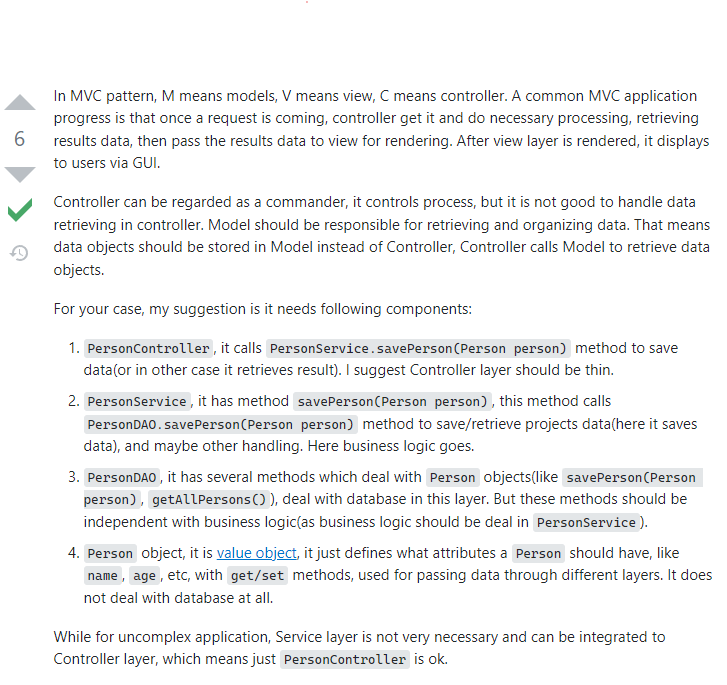 In MVC pattern, M means models, V means view, C means controller. A common MVC application
progress is that once a request is coming, controller get it and do necessary processing, retrieving
6
results data, then pass the results data to view for rendering. After view layer is rendered, it displays
to users via GUI.
Controller can be regarded as a commander, it controls process, but it is not good to handle data
retrieving in controller. Model should be responsible for retrieving and organizing data. That means
data objects should be stored in Model instead of Controller, Controller calls Model to retrieve data
objects.
For your case, my suggestion is it needs following components:
1. PersonController, it calls PersonService.savePerson(Person person) method to save
data(or in other case it retrieves result). I suggest Controller layer should be thin.
2. PersonService, it has method savePerson(Person person), this method calls
PersonDAO.savePerson(Person person) method to save/retrieve projects data(here it saves
data), and maybe other handling. Here business logic goes.
3. PersonDAO, it has several methods which deal with Person objects(like savePerson(Person
person), getAllPersons()), deal with database in this layer. But these methods should be
independent with business logic(as business logic should be deal in PersonService).
4. Person object, it is value object, it just defines what attributes a Person should have, like
name, age, etc, with get/set methods, used for passing data through different layers. It does
not deal with database at all.
While for uncomplex application, Service layer is not very necessary and can be integrated to
Controller layer, which means just PersonController is ok.